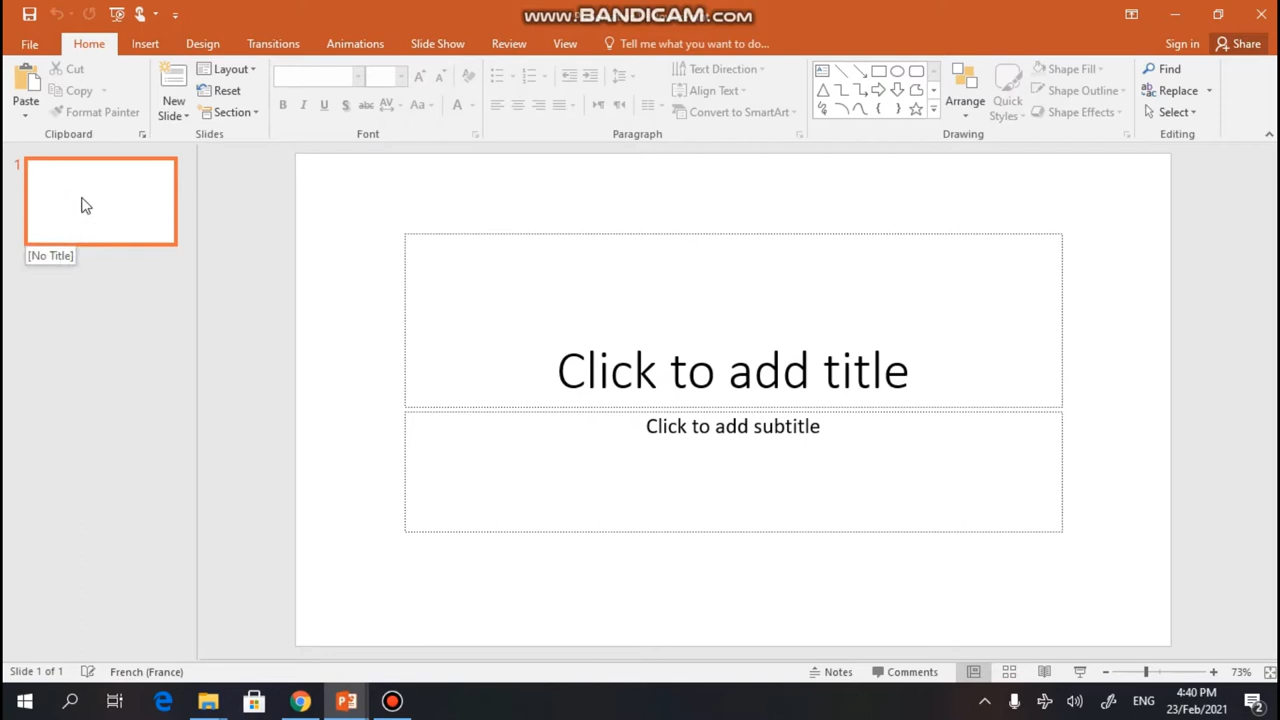 www.BANDICAM.com
File Home Insert Design Transitions Animations Slide Show Review View Tell me what you want to do... Sign in Share
Paste
Cut
Copy
Format Painter
Clipboard
New Slide
Layout
Reset
Section
Slides
B I U S abc AV Aa A
Font
Text Direction
Align Text
Convert to SmartArt
Paragraph
Arrange
Quick Styles
Shape Fill
Shape Outline
Shape Effects
Drawing
Find
Replace
Select
Editing
1
[No Title]
Click to add title
Click to add subtitle
Slide 1 of 1 French (France) Notes Comments 73%
ENG
4:40 PM
23/Feb/2021
2